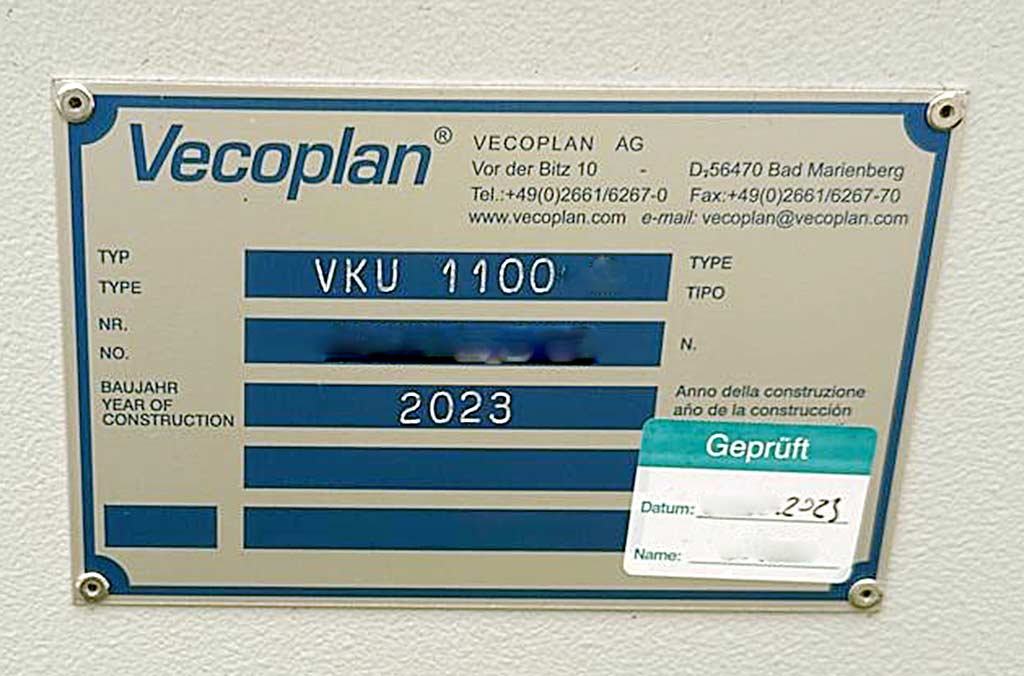 Vecoplan®
VECOPLAN AG
Vor der Bitz 10 - D-56470 Bad Marienberg
Tel.:+49(0)2661/6267-0 Fax:+49(0)2661/6267-70
www.vecoplan.com e-mail: vecoplan@vecoplan.com
TYP
TYPE
VKU 1100
TYPE
TIPO
NR.
NO.
N.
BAUJAHR
YEAR OF
CONSTRUCTION
2023
Anno della construzione
año de la construcción
Geprüft
Datum: .2023
Name: